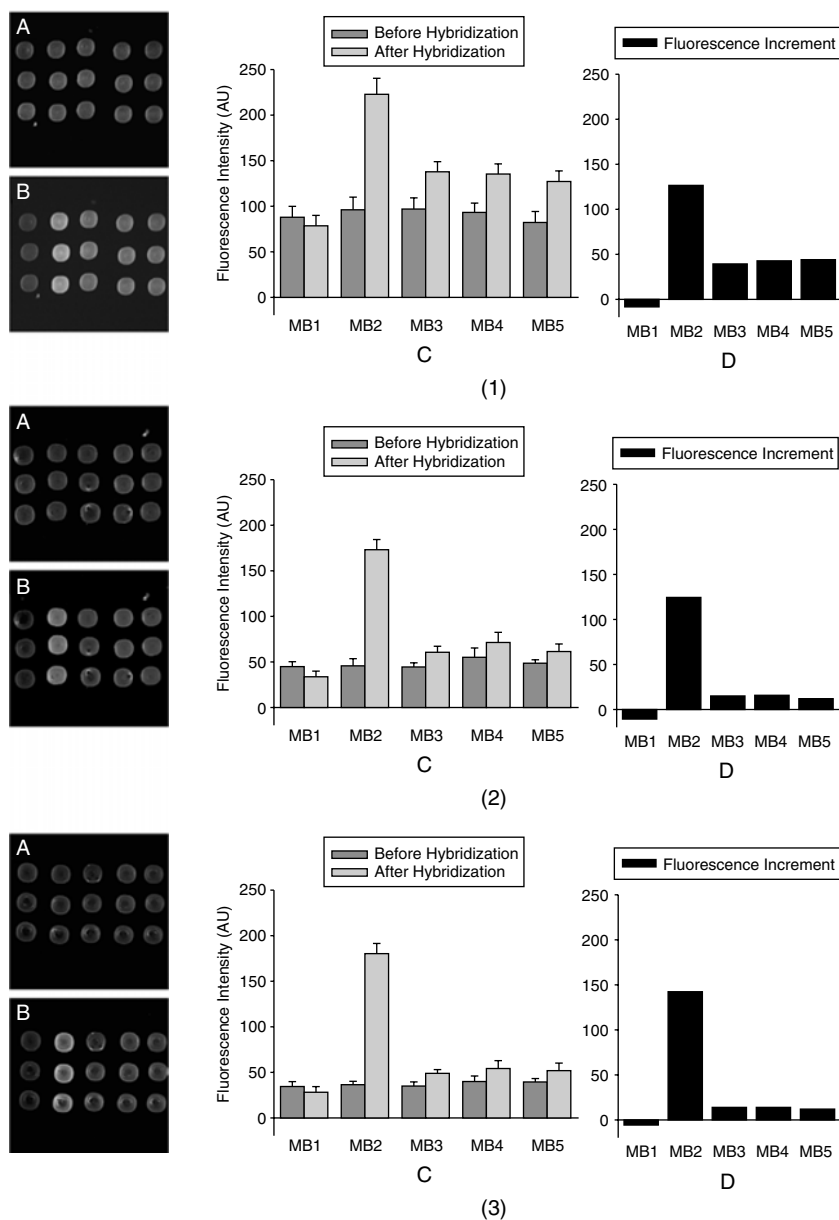 A
B
Before Hybridization
After Hybridization
Fluorescence Intensity (AU)
250
200
150
100
50
0
MB1 MB2 MB3 MB4 MB5
C
Fluorescence Increment
250
200
150
100
50
0
MB1 MB2 MB3 MB4 MB5
D
(1)
A
B
Before Hybridization
After Hybridization
Fluorescence Intensity (AU)
250
200
150
100
50
0
MB1 MB2 MB3 MB4 MB5
C
Fluorescence Increment
250
200
150
100
50
0
MB1 MB2 MB3 MB4 MB5
D
(2)
A
B
Before Hybridization
After Hybridization
Fluorescence Intensity (AU)
250
200
150
100
50
0
MB1 MB2 MB3 MB4 MB5
C
Fluorescence Increment
250
200
150
100
50
0
MB1 MB2 MB3 MB4 MB5
D
(3)